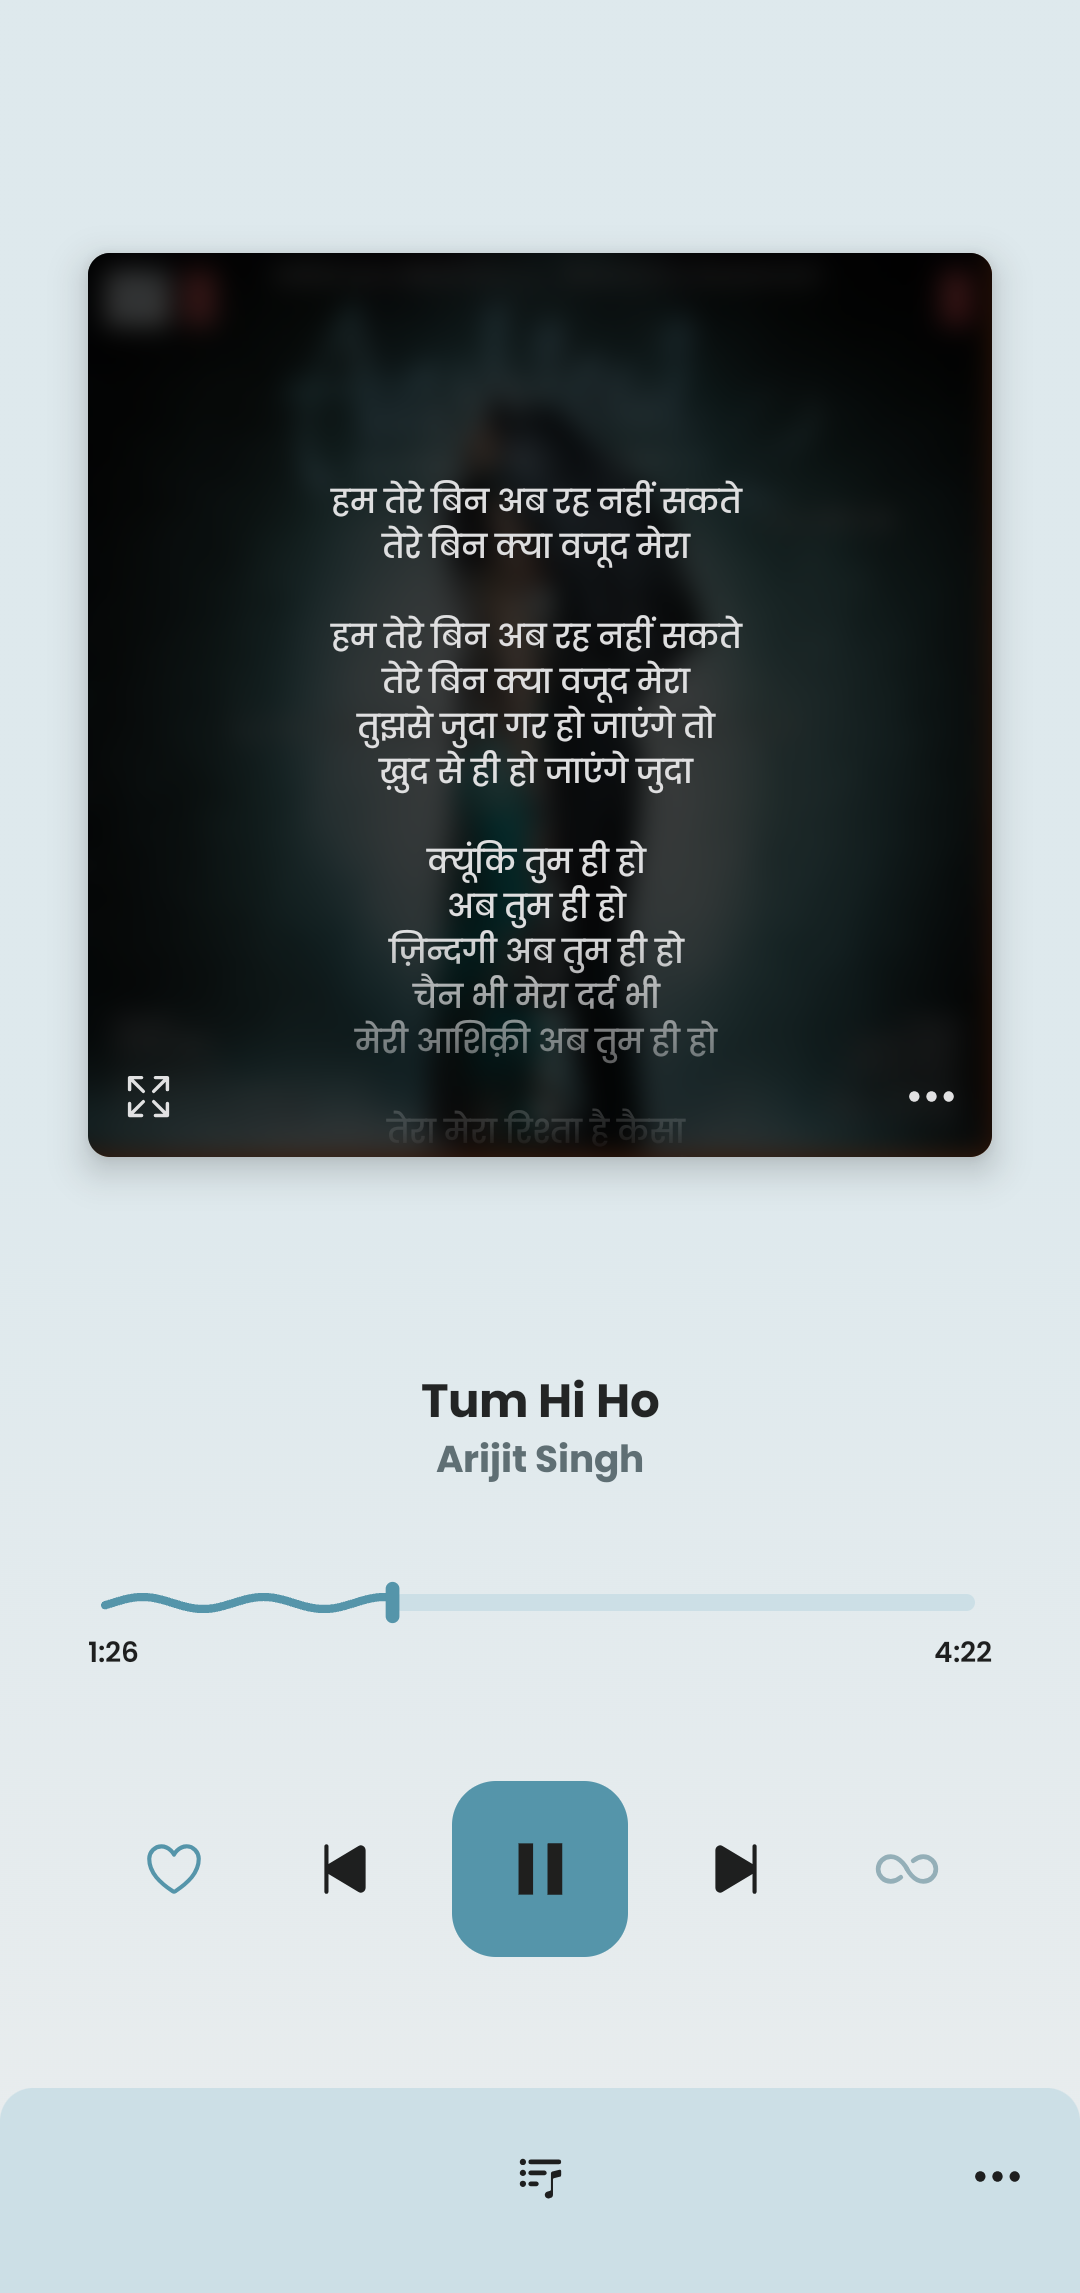 हम तेरे बिन अब रह नहीं सकते
तेरे बिन क्या वजूद मेरा
हम तेरे बिन अब रह नहीं सकते
तेरे बिन क्या वजूद मेरा
तुझसे जुदा गर हो जाएंगे तो
ख़ुद से ही हो जाएंगे जुदा
क्यूंकि तुम ही हो
अब तुम ही हो
ज़िन्दगी अब तुम ही हो
चैन भी मेरा दर्द भी
मेरी आशिक़ी अब तुम ही हो
तेरा मेरा रिश्ता है कैसा
Tum Hi Ho
Arijit Singh
1:26
4:22